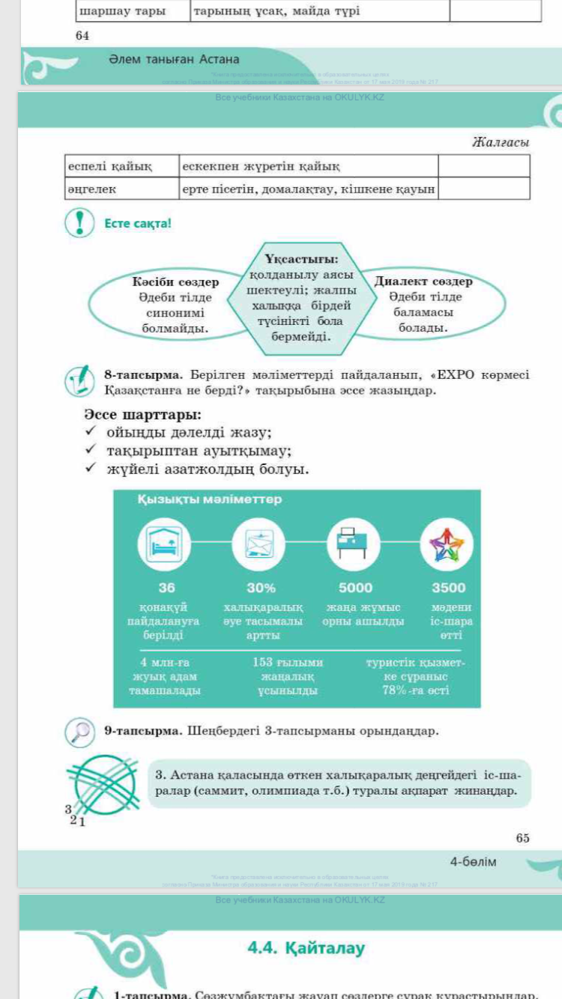 шаршау тары тарының ұсақ, майда түрі
64
Әлем таныған Астана
*Книга предоставлена исключительно в образовательных целях
согласно Приказа Министра образования и науки Республики Казахстан от 17 мая 2019 года № 217
Все учебники Казахстана на OKULYK.KZ
Жалғасы
еспелі қайық ескекпен жүретін қайық
әңгелек ерте пісетін, домалақтау, кішкене қауын
Есте сақта!
Кәсіби сөздер
Әдеби тілде
синонимі
болмайды.
Ұқсастығы:
қолданылу аясы
шектеулі; жалпы
халыққа бірдей
түсінікті бола
бермейді.
Диалект сөздер
Әдеби тілде
баламасы
болады.
8-тапсырма. Берілген мәліметтерді пайдаланып, «EXPO көрмесі
Қазақстанға не берді?» тақырыбына эссе жазыңдар.
Эссе шарттары:
✓ ойыңды дәлелді жазу;
✓ тақырыптан ауытқымау;
✓ жүйелі азатжолдың болуы.
Қызықты мәліметтер
36
қонақүй
пайдалануға
берілді
30%
халықаралық
әуе тасымалы
артты
5000
жаңа жұмыс
орны ашылды
3500
мәдени
іс-шара
өтті
4 млн-ға
жуық адам
тамашалады
153 ғылыми
жаңалық
ұсынылды
туристік қызмет-
ке сұраныс
78%-ға өсті
9-тапсырма. Шеңбердегі 3-тапсырманы орындаңдар.
3. Астана қаласында өткен халықаралық деңгейдегі іс-ша-
ралар (саммит, олимпиада т.б.) туралы ақпарат жинаңдар.
3
2 1
65
4-бөлім
*Книга предоставлена исключительно в образовательных целях
согласно Приказа Министра образования и науки Республики Казахстан от 17 мая 2019 года № 217
Все учебники Казахстана на OKULYK.KZ
4.4. Қайталау
1-тапсырма. Сөзжұмбақтағы жауап сөздерге сұрақ құрастырыңдар.